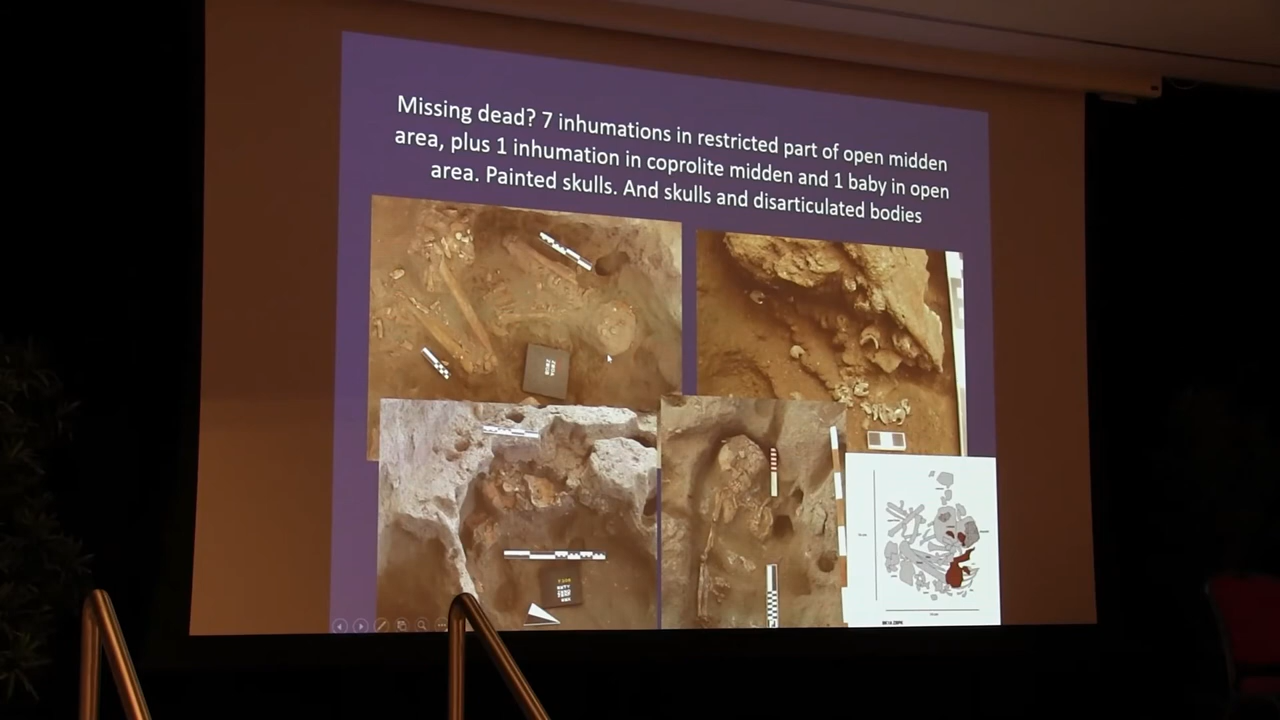 Missing dead? 7 inhumations in restricted part of open midden
area, plus 1 inhumation in coprolite midden and 1 baby in open
area. Painted skulls. And skulls and disarticulated bodies